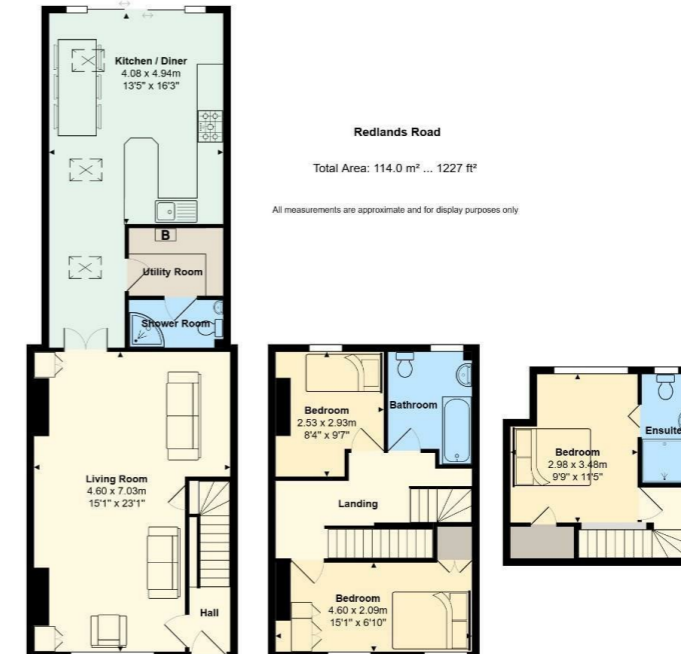 Kitchen / Diner
4.08 x 4.94m
13'5" x 16'3"
Redlands Road
Total Area: 114.0 m² ... 1227 ft²
All measurements are approximate and for display purposes only
B
Utility Room
Shower Room
Living Room
4.60 x 7.03m
15'1" x 23'1"
Hall
Bedroom
2.53 x 2.93m
8'4" x 9'7"
Bathroom
Landing
Bedroom
4.60 x 2.09m
15'1" x 6'10"
Bedroom
2.98 x 3.48m
9'9" x 11'5"
Ensuite